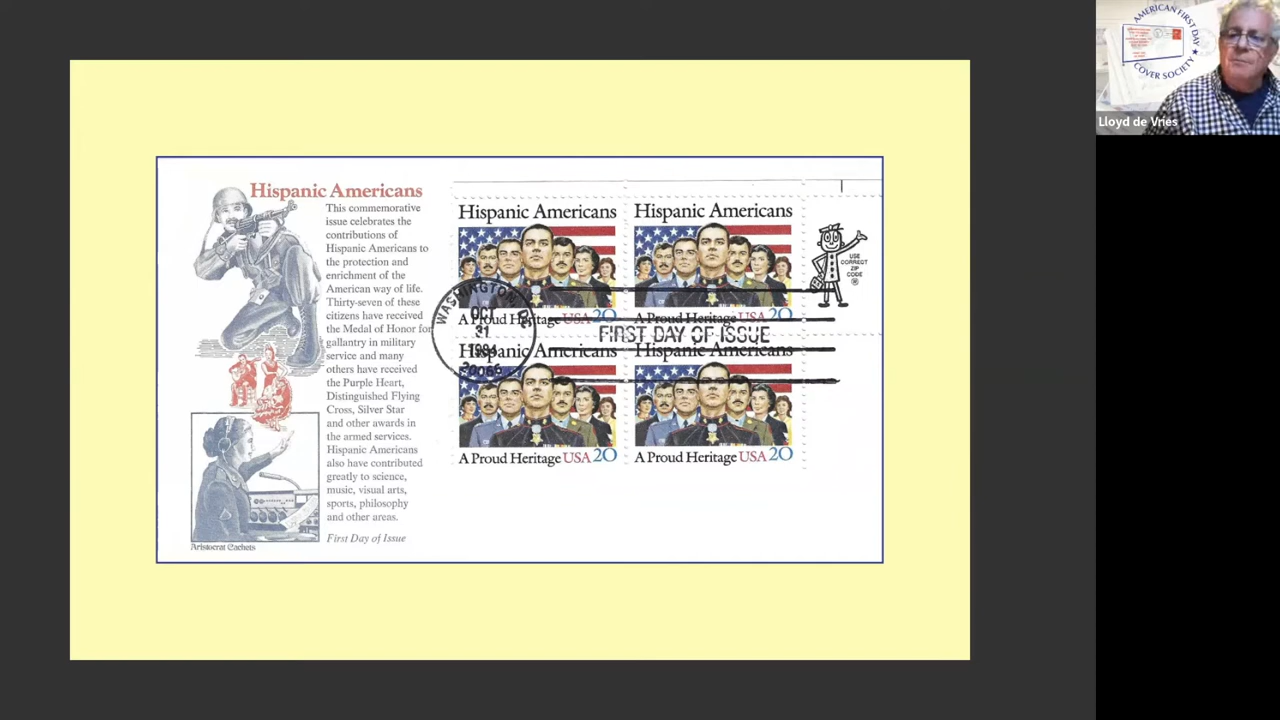 Hispanic Americans
This commemorative
issue celebrates the
contributions of
Hispanic Americans to
the protection and
enrichment of the
American way of life.
Thirty-seven of these
citizens have received
the Medal of Honor for
gallantry in military
service and many
others have received
the Purple Heart,
Distinguished Flying
Cross, Silver Star
and other awards in
the armed services.
Hispanic Americans
also have contributed
greatly to science,
music, visual arts,
sports, philosophy
and other areas.
First Day of Issue
Aristocrat Cachets
Hispanic Americans
A Proud Heritage USA 20
Hispanic Americans
A Proud Heritage USA 20
USE
CORRECT
ZIP
CODE
WASHINGTON, DC
OCT
31
1984
20066
FIRST DAY OF ISSUE
Hispanic Americans
A Proud Heritage USA 20
Hispanic Americans
A Proud Heritage USA 20
AMERICAN FIRST DAY
COVER SOCIETY
Lloyd de Vries